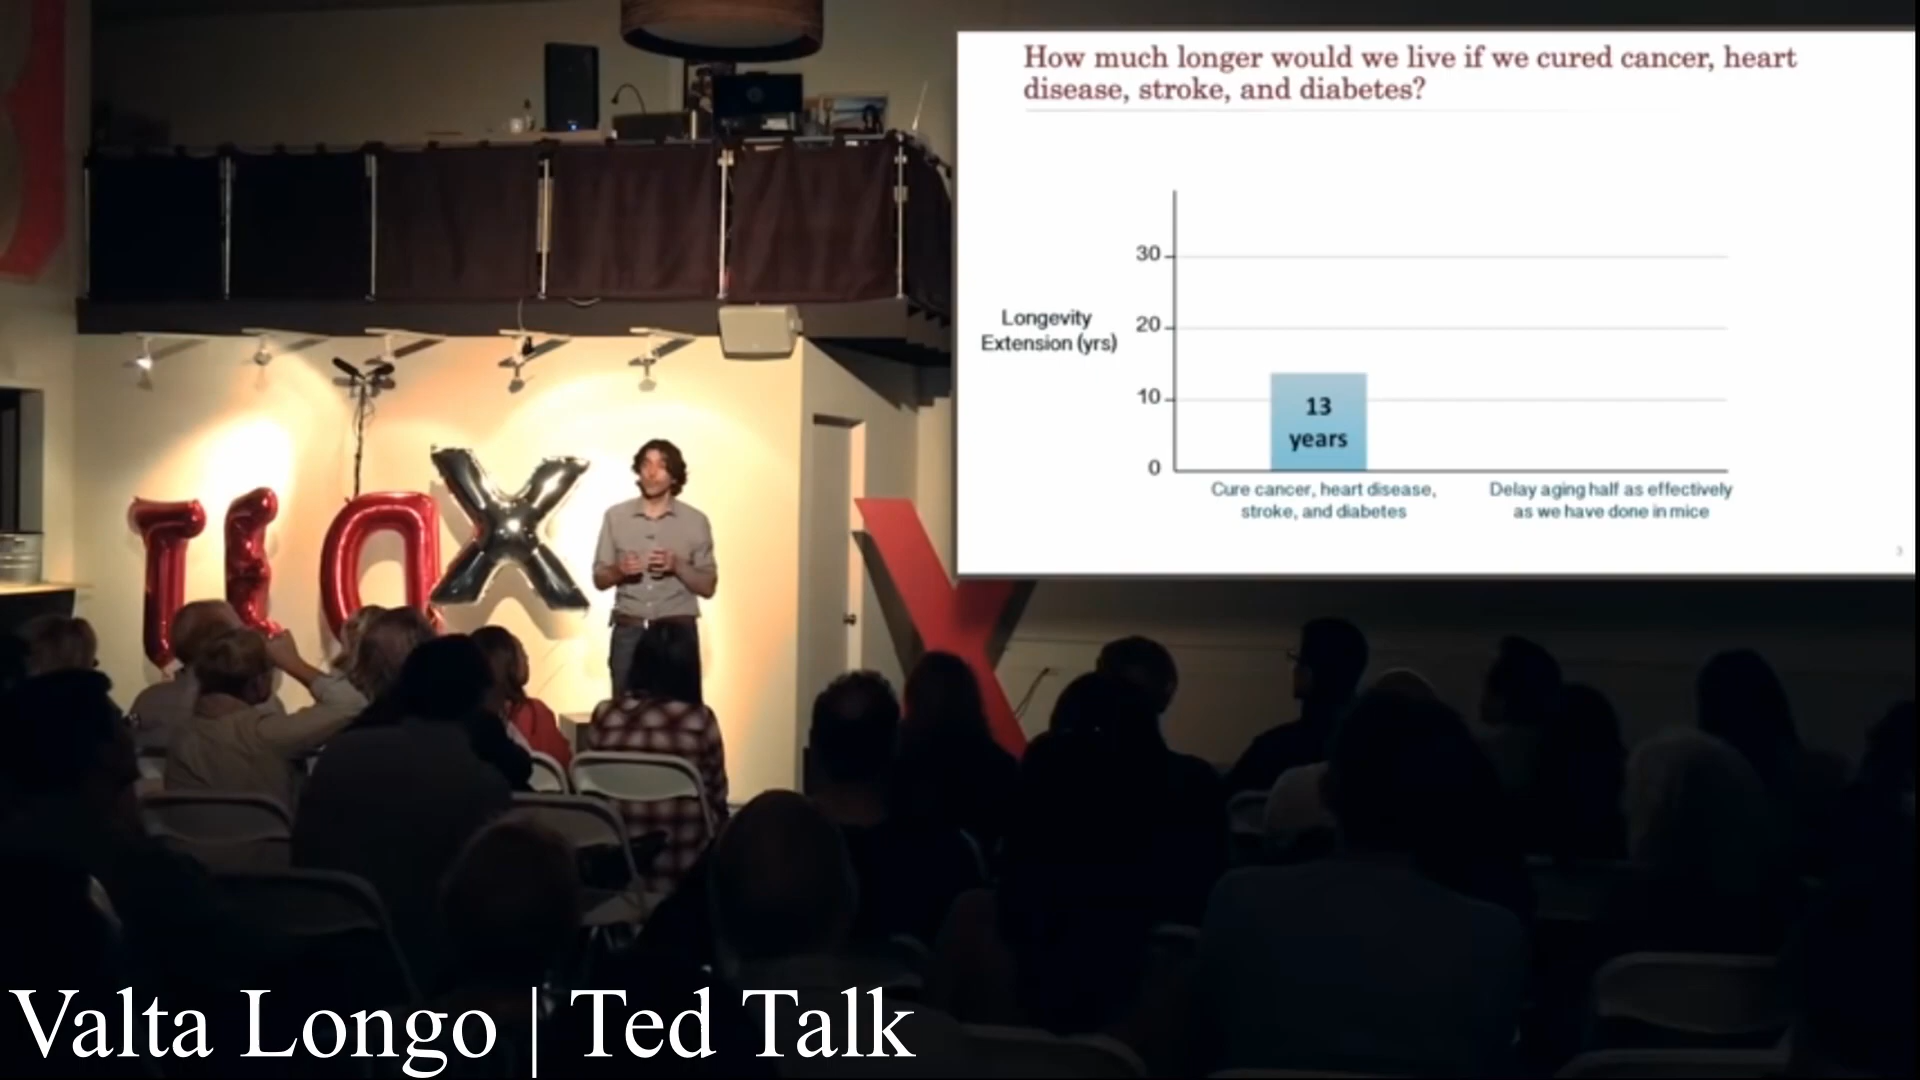 How much longer would we live if we cured cancer, heart
disease, stroke, and diabetes?
30
Longevity
Extension (yrs)
20
10
13
years
0
Cure cancer, heart disease,
stroke, and diabetes
Delay aging half as effectively
as we have done in mice
3
TEDX
X
Valta Longo | Ted Talk